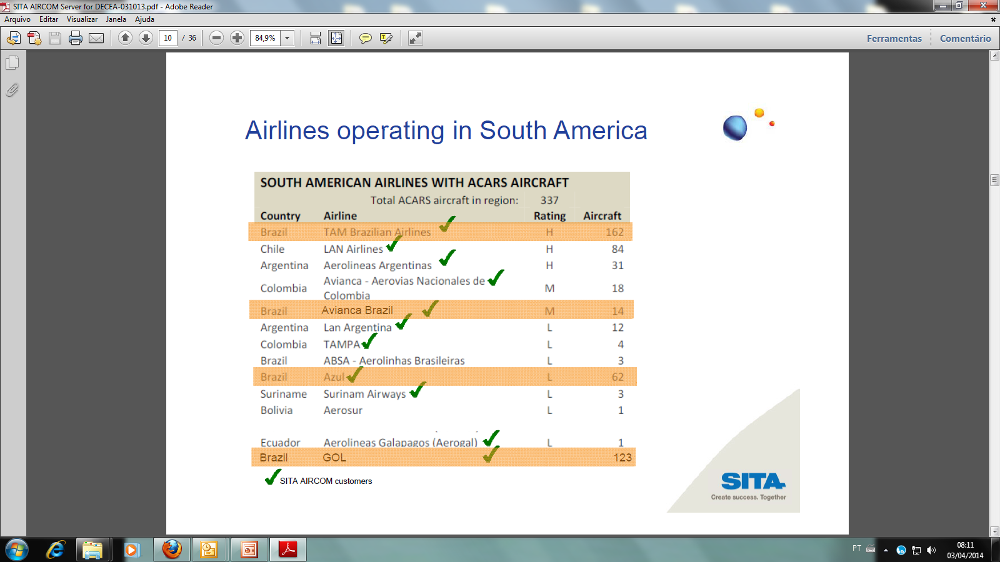 SITA AIRCOM Server for DECEA-031013.pdf - Adobe Reader
Arquivo Editar Visualizar Janela Ajuda
10 / 36 84,9% Ferramentas Comentário
Airlines operating in South America
SOUTH AMERICAN AIRLINES WITH ACARS AIRCRAFT
Total ACARS aircraft in region: 337
Country Airline Rating Aircraft
Brazil TAM Brazilian Airlines H 162
Chile LAN Airlines H 84
Argentina Aerolineas Argentinas H 31
Colombia Avianca - Aerovias Nacionales de
Colombia M 18
Brazil Avianca Brazil M 14
Argentina Lan Argentina L 12
Colombia TAMPA L 4
Brazil ABSA - Aerolinhas Brasileiras L 3
Brazil Azul L 62
Suriname Surinam Airways L 3
Bolivia Aerosur L 1
Ecuador Aerolineas Galapagos (Aerogal) L 1
Brazil GOL 123
SITA AIRCOM customers
SITA
Create success. Together
PT 08:11
03/04/2014